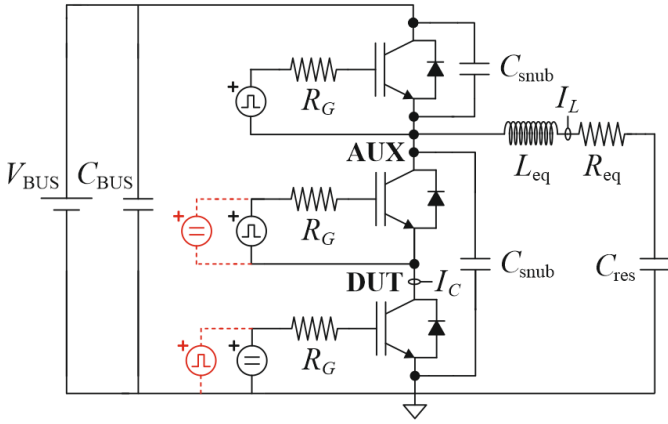 C_snub
R_G
I_L
AUX
L_eq
R_eq
V_BUS
C_BUS
R_G
DUT
I_C
C_snub
C_res
R_G